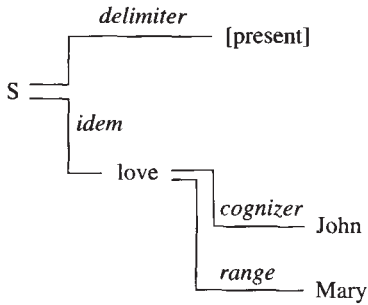 delimiter
[present]
S
idem
love
cognizer
John
range
Mary